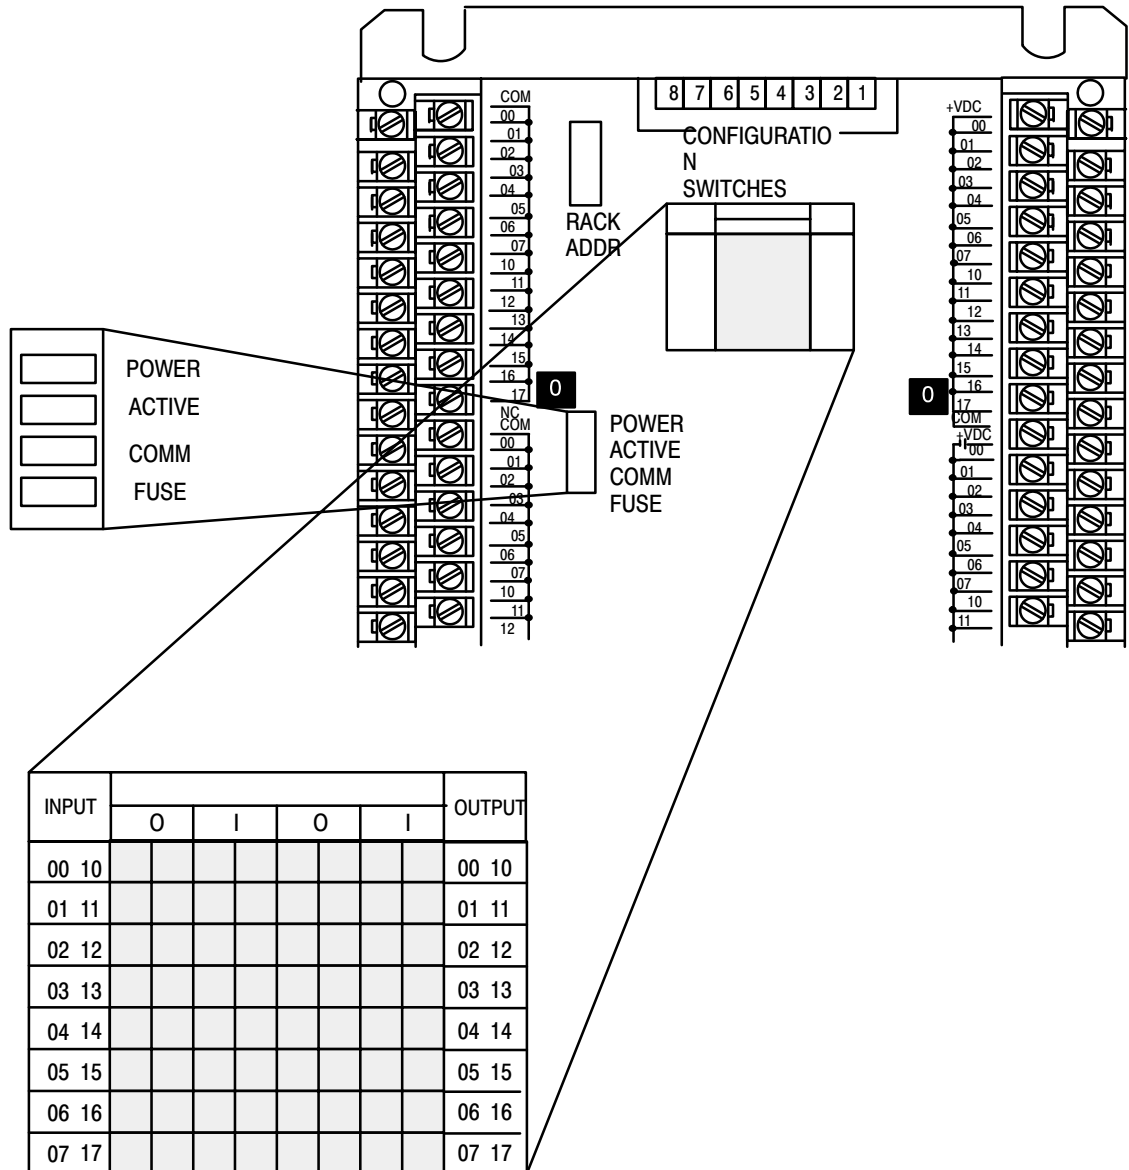 8 7 6 5 4 3 2 1
CONFIGURATIO
N
SWITCHES
RACK
ADDR
COM
00
01
02
03
04
05
06
07
10
11
12
13
14
15
16
17
NC
COM
00
01
02
03
04
05
06
07
10
11
12
0
POWER
ACTIVE
COMM
FUSE
POWER
ACTIVE
COMM
FUSE
0
+VDC
00
01
02
03
04
05
06
07
10
11
12
13
14
15
16
17
COM
+VDC
00
01
02
03
04
05
06
07
10
11
INPUT OUTPUT
O I O I
00 10 00 10
01 11 01 11
02 12 02 12
03 13 03 13
04 14 04 14
05 15 05 15
06 16 06 16
07 17 07 17